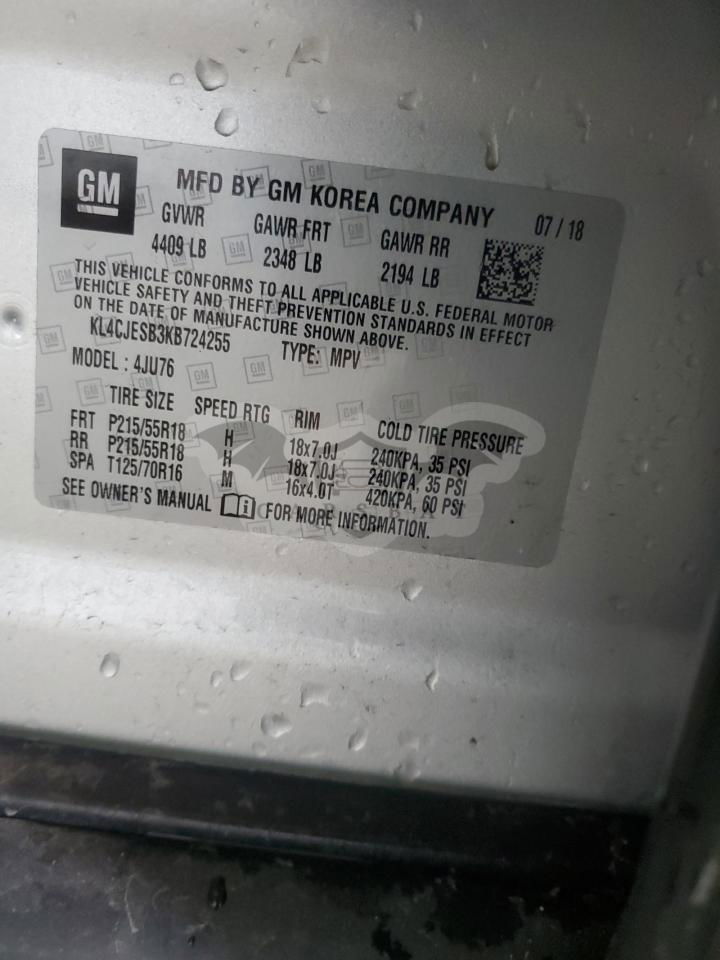 GM MFD BY GM KOREA COMPANY 07 / 18
GVWR GAWR FRT GAWR RR
4409 LB 2348 LB 2194 LB
THIS VEHICLE CONFORMS TO ALL APPLICABLE U.S. FEDERAL MOTOR
VEHICLE SAFETY AND THEFT PREVENTION STANDARDS IN EFFECT
ON THE DATE OF MANUFACTURE SHOWN ABOVE.
KL4CJESB3KB724255 TYPE: MPV
MODEL : 4JU76
TIRE SIZE SPEED RTG RIM COLD TIRE PRESSURE
FRT P215/55R18 H 18x7.0J 240KPA, 35 PSI
RR P215/55R18 H 18x7.0J 240KPA, 35 PSI
SPA T125/70R16 M 16x4.0T 420KPA, 60 PSI
SEE OWNER'S MANUAL FOR MORE INFORMATION.